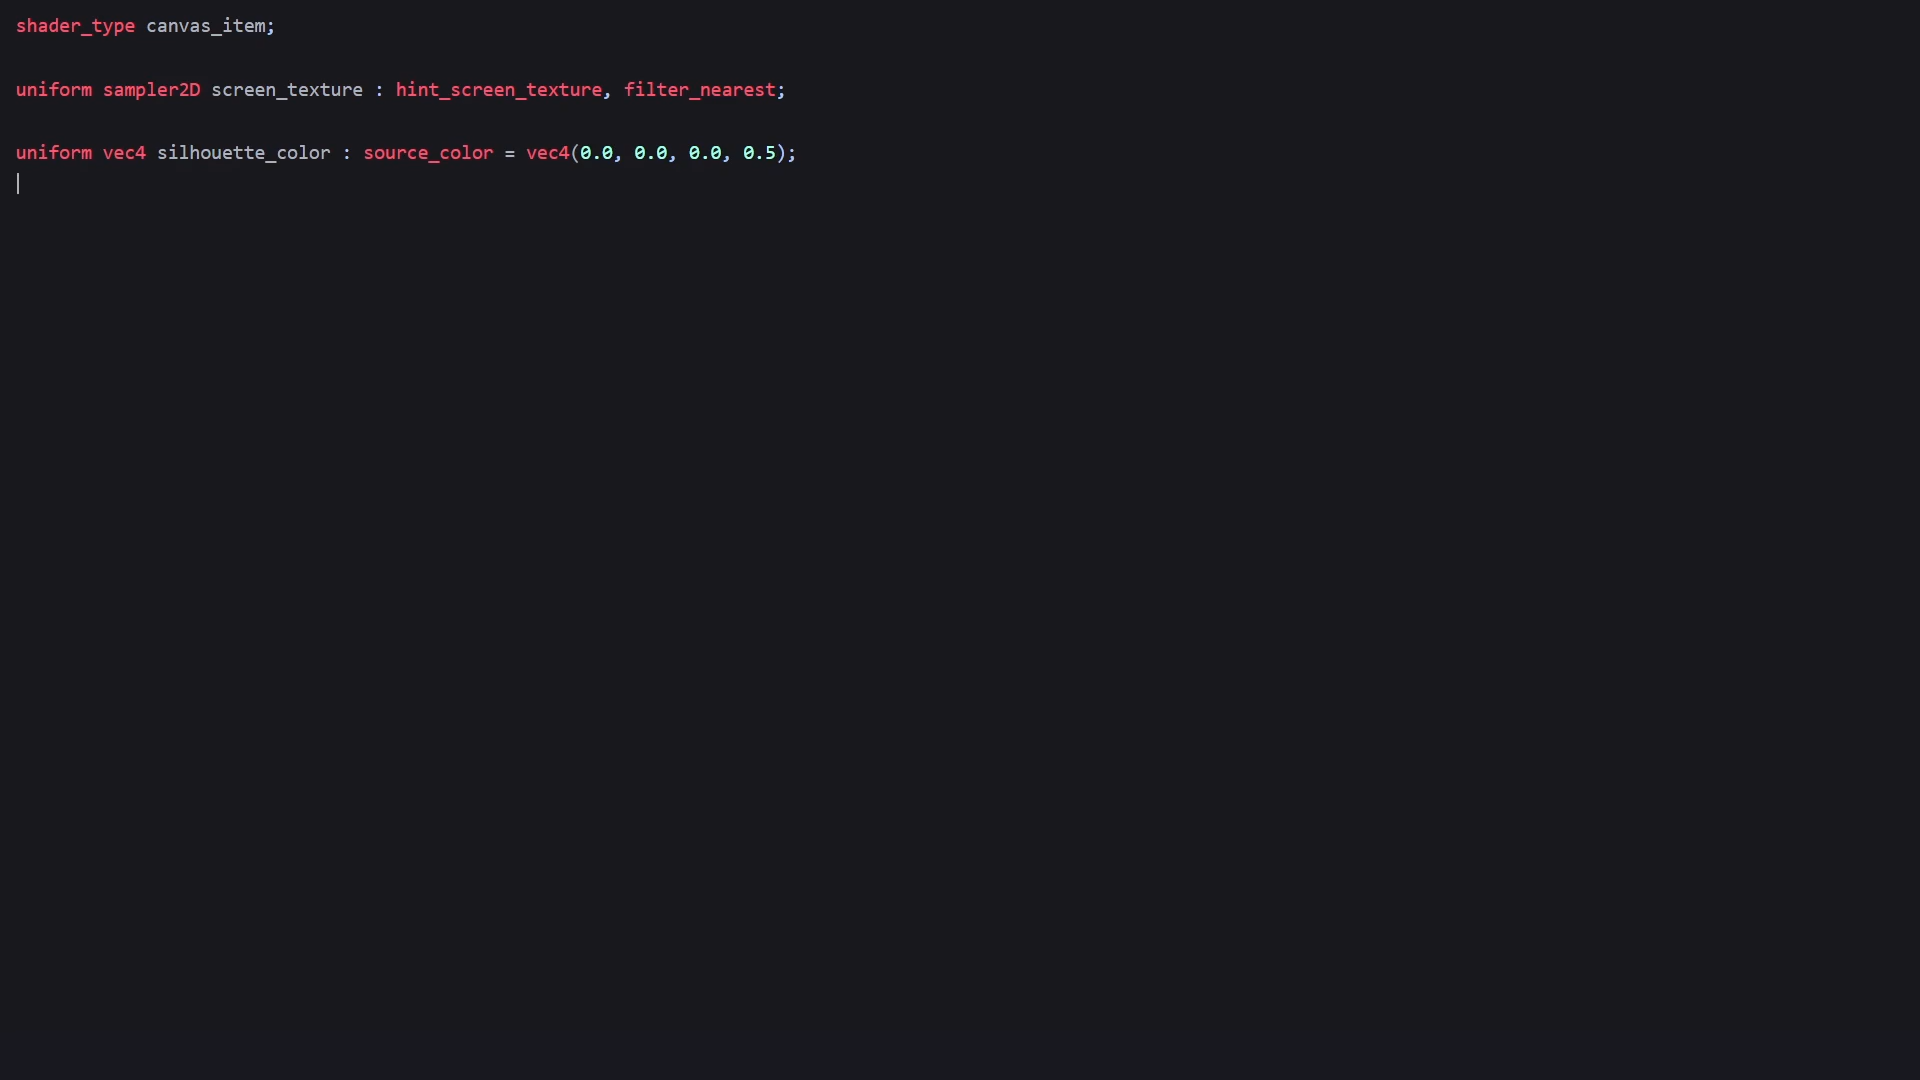 shader_type canvas_item;
uniform sampler2D screen_texture : hint_screen_texture, filter_nearest;
uniform vec4 silhouette_color : source_color = vec4(0.0, 0.0, 0.0, 0.5);